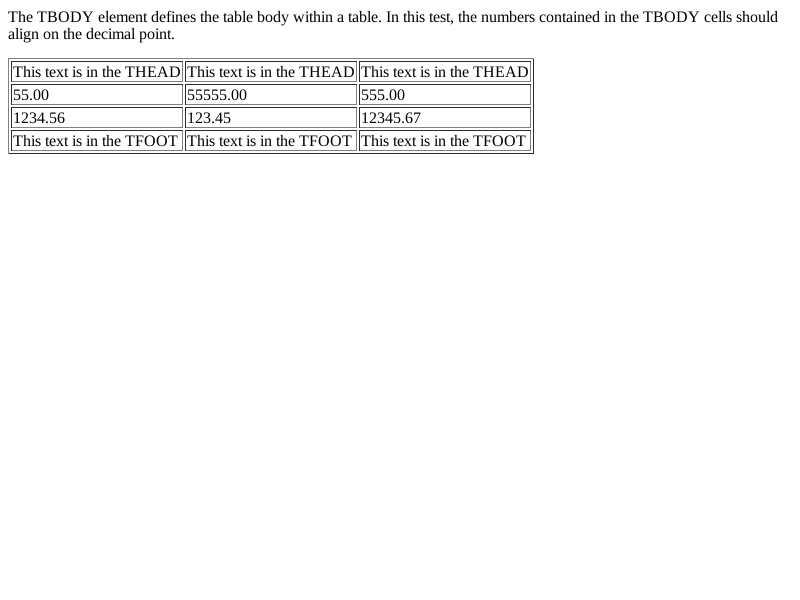 The TBODY element defines the table body within a table. In this test, the numbers contained in the TBODY cells should
align on the decimal point.
This text is in the THEAD This text is in the THEAD This text is in the THEAD
55.00 55555.00 555.00
1234.56 123.45 12345.67
This text is in the TFOOT This text is in the TFOOT This text is in the TFOOT